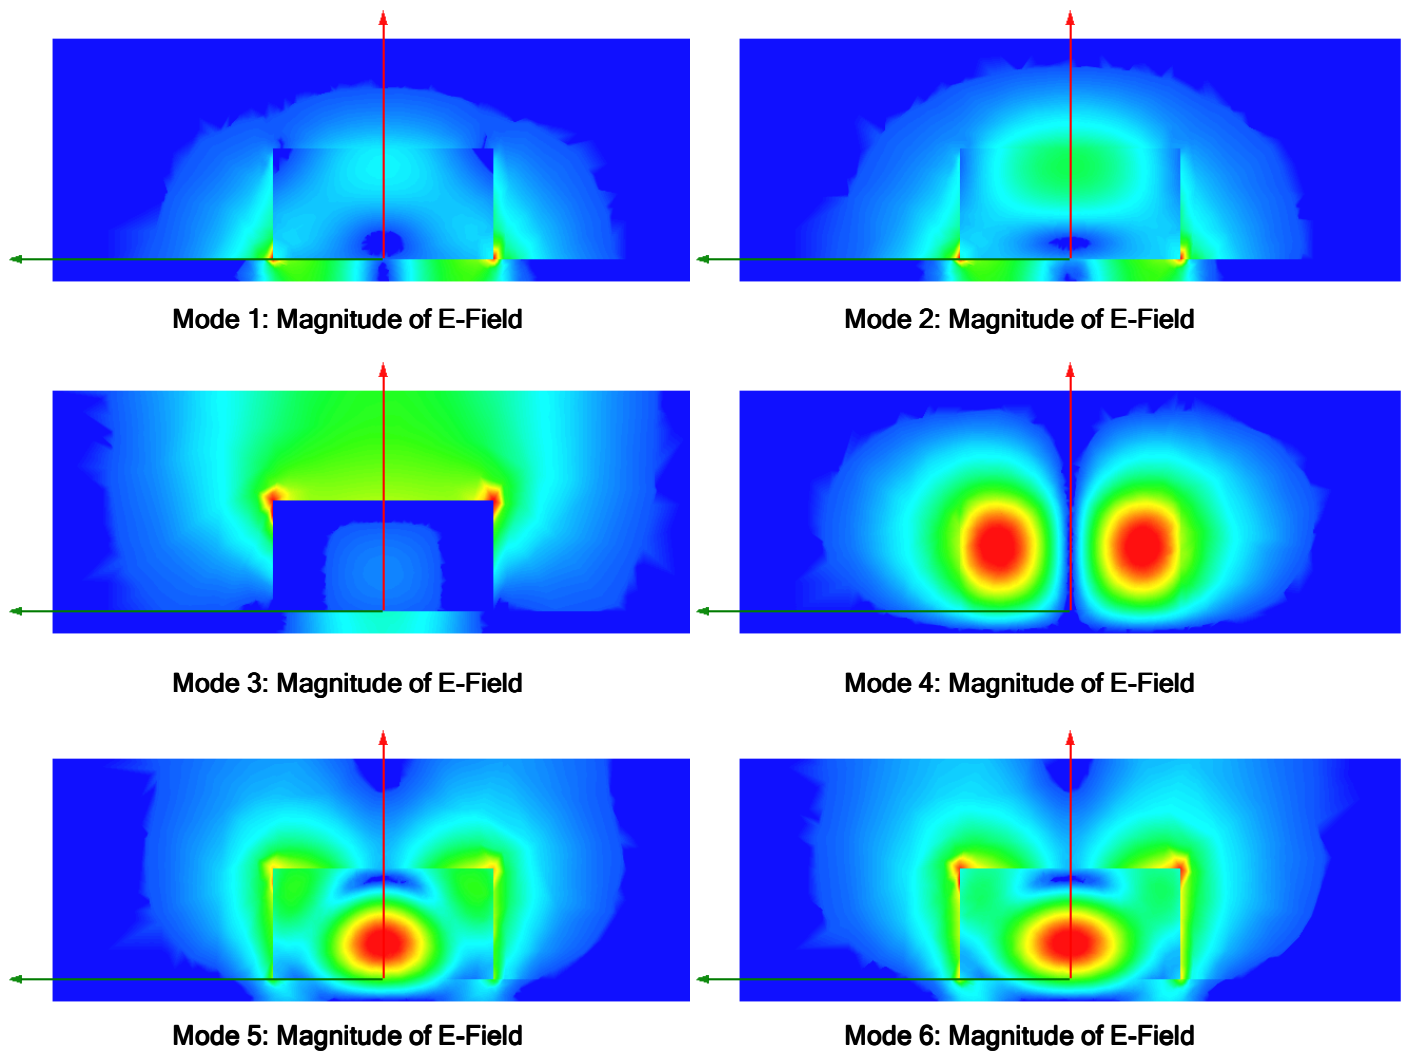 Mode 1: Magnitude of E-Field
Mode 2: Magnitude of E-Field
Mode 3: Magnitude of E-Field
Mode 4: Magnitude of E-Field
Mode 5: Magnitude of E-Field
Mode 6: Magnitude of E-Field